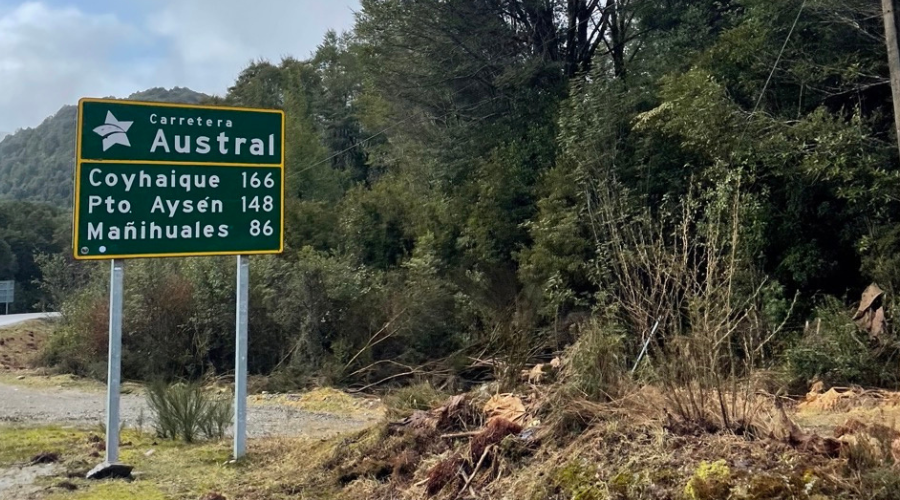 Carretera
Austral
Coyhaique 166
Pto. Aysén 148
Mañihuales 86